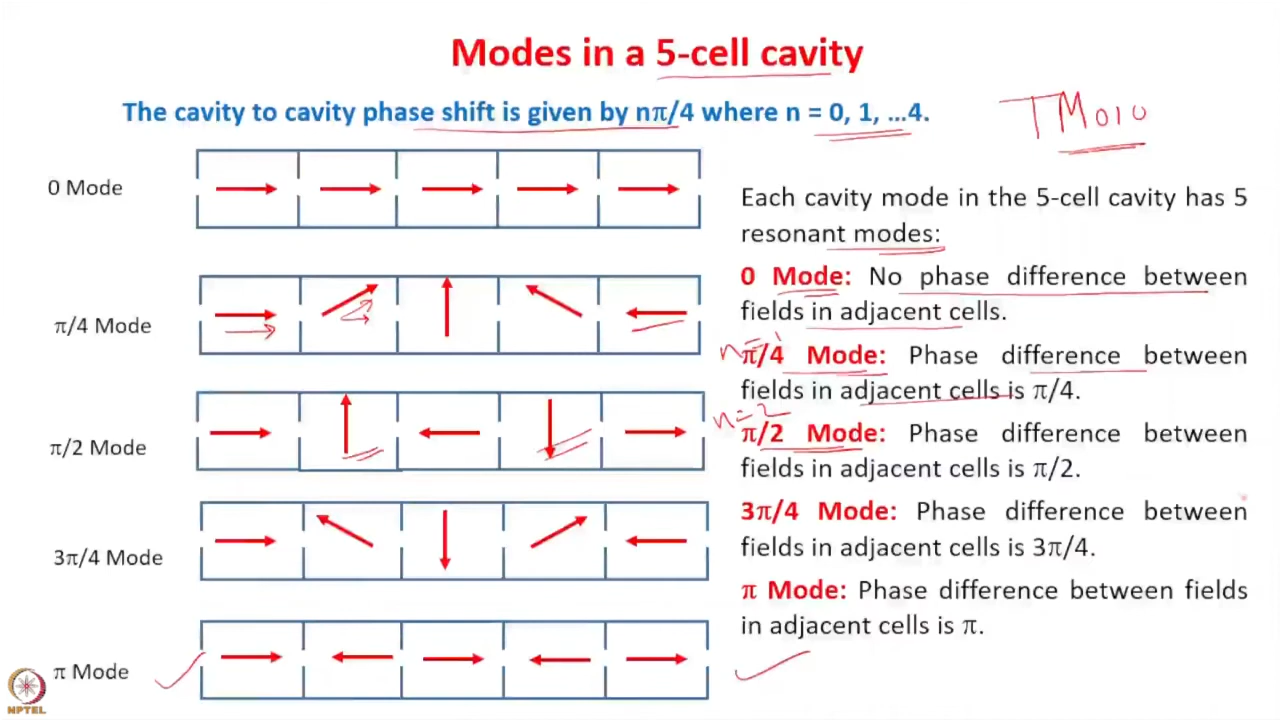 Modes in a 5-cell cavity
The cavity to cavity phase shift is given by nπ/4 where n = 0, 1, ...4.
TM010
0 Mode
π/4 Mode
π/2 Mode
3π/4 Mode
π Mode
Each cavity mode in the 5-cell cavity has 5
resonant modes:
0 Mode: No phase difference between
fields in adjacent cells.
n=1
π/4 Mode: Phase difference between
fields in adjacent cells is π/4.
n=2
π/2 Mode: Phase difference between
fields in adjacent cells is π/2.
3π/4 Mode: Phase difference between
fields in adjacent cells is 3π/4.
π Mode: Phase difference between fields
in adjacent cells is π.
NPTEL